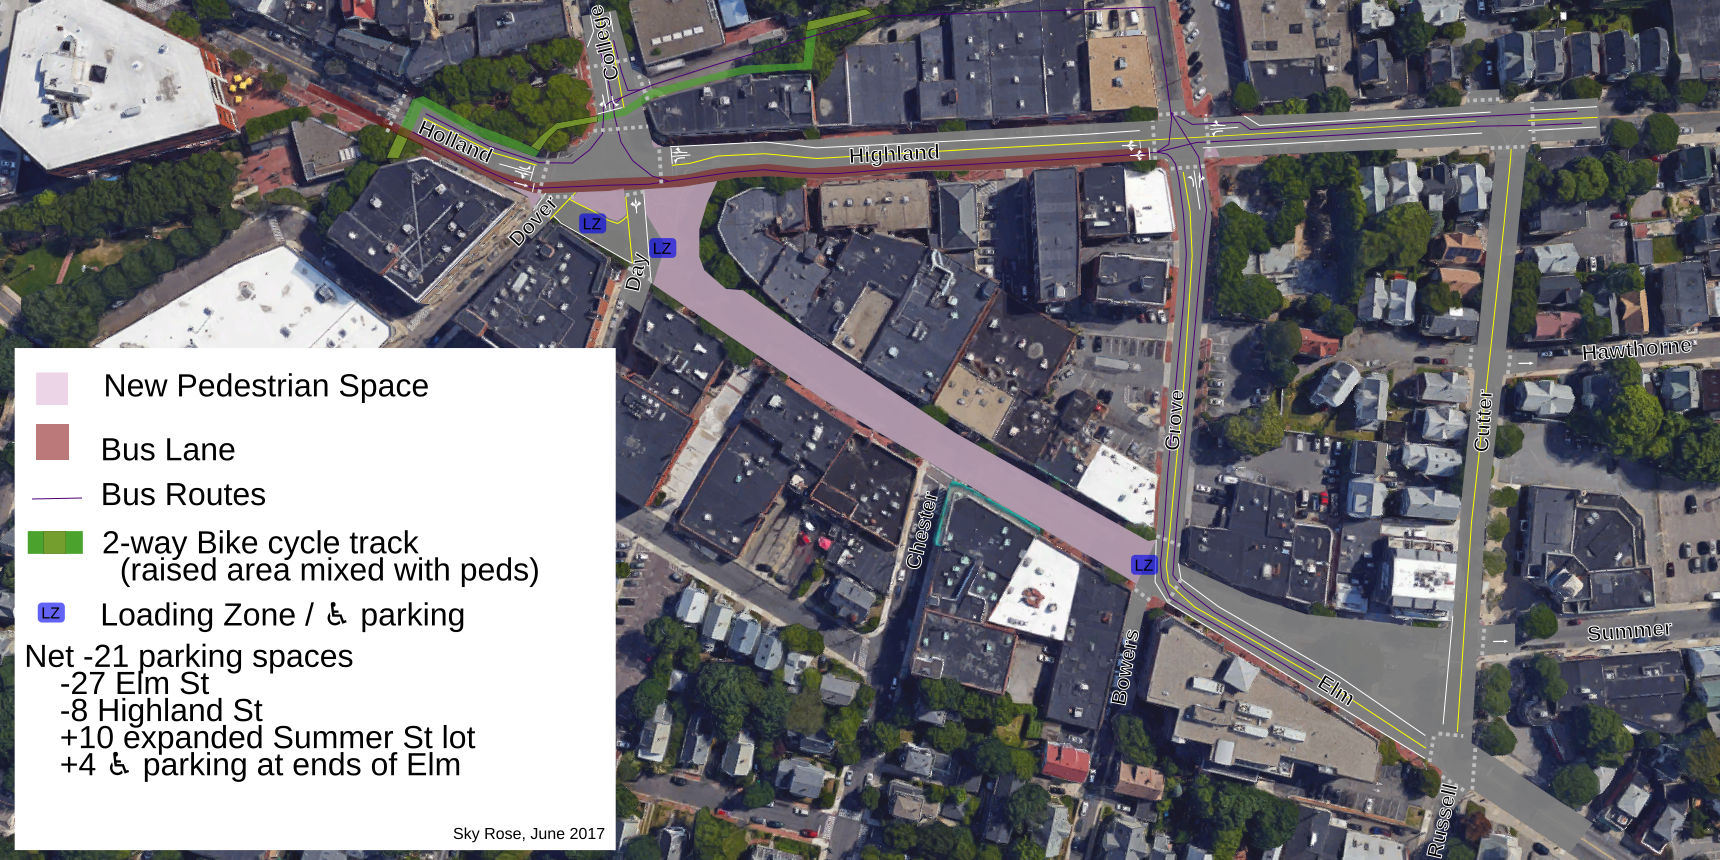 College
Holland
Highland
Dover
LZ
LZ
Day
Hawthorne
Grove
Cutter
Chester
LZ
Summer
Bowers
Elm
Russell
New Pedestrian Space
Bus Lane
Bus Routes
2-way Bike cycle track
(raised area mixed with peds)
LZ Loading Zone / ♿ parking
Net -21 parking spaces
-27 Elm St
-8 Highland St
+10 expanded Summer St lot
+4 ♿ parking at ends of Elm
Sky Rose, June 2017